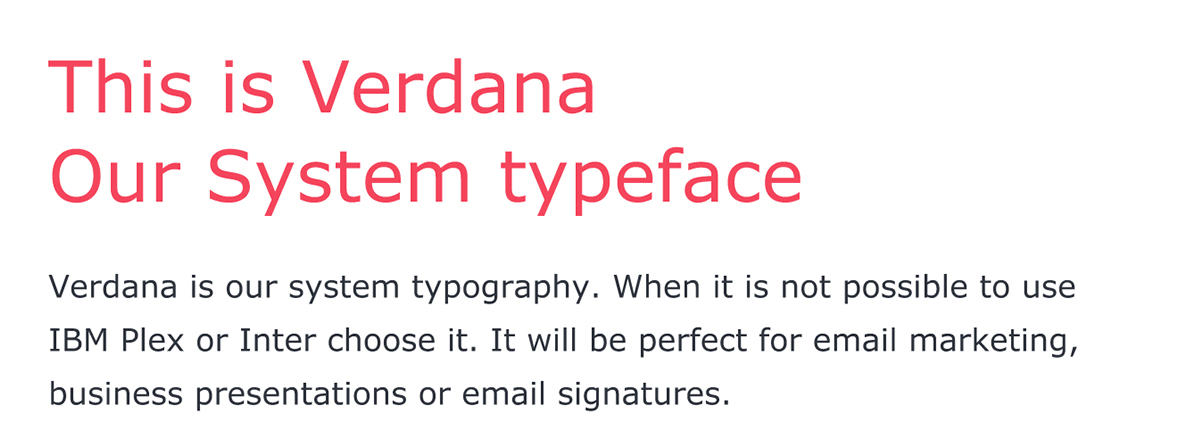 This is Verdana
Our System typeface
Verdana is our system typography. When it is not possible to use
IBM Plex or Inter choose it. It will be perfect for email marketing,
business presentations or email signatures.